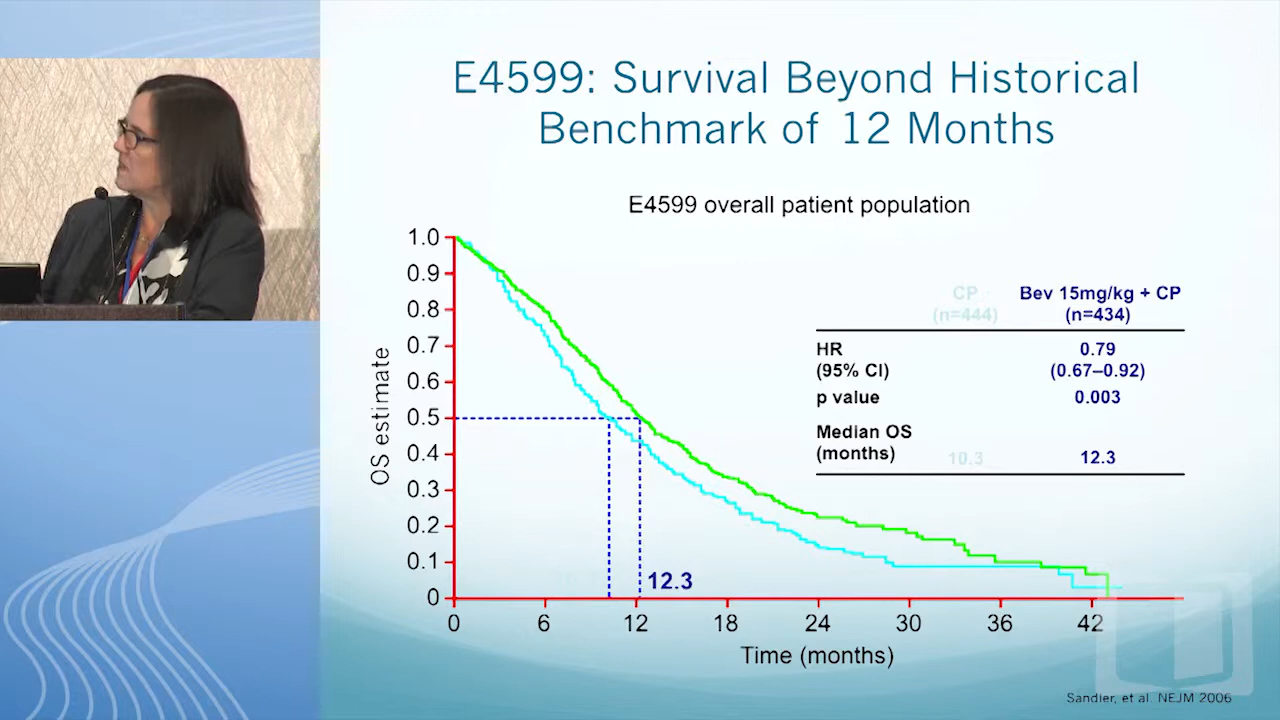 E4599: Survival Beyond Historical
Benchmark of 12 Months
E4599 overall patient population
OS estimate
1.0
0.9
0.8
0.7
0.6
0.5
0.4
0.3
0.2
0.1
0
CP Bev 15mg/kg + CP
(n=444) (n=434)
HR 0.79
(95% CI) (0.67–0.92)
p value 0.003
Median OS
(months) 10.3 12.3
12.3
0 6 12 18 24 30 36 42
Time (months)
Sandler, et al. NEJM 2006